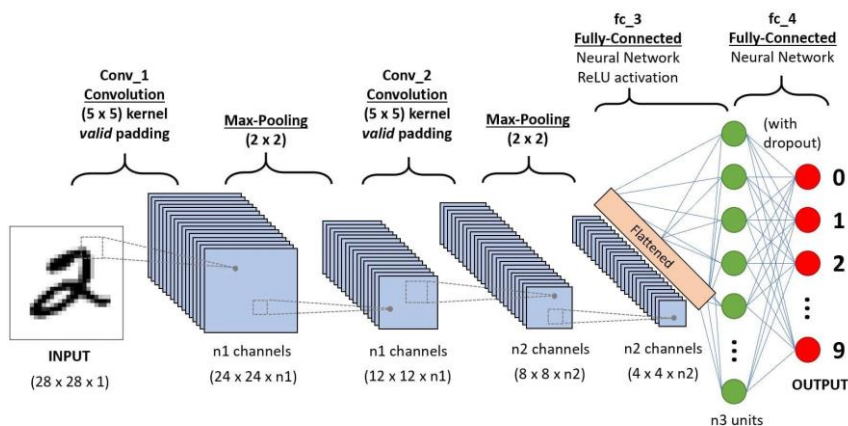 Conv_1
Convolution
(5 x 5) kernel
valid padding
Max-Pooling
(2 x 2)
Conv_2
Convolution
(5 x 5) kernel
valid padding
Max-Pooling
(2 x 2)
fc_3
Fully-Connected
Neural Network
ReLU activation
fc_4
Fully-Connected
Neural Network
(with
dropout)
INPUT
(28 x 28 x 1)
n1 channels
(24 x 24 x n1)
n1 channels
(12 x 12 x n1)
n2 channels
(8 x 8 x n2)
n2 channels
(4 x 4 x n2)
Flattened
n3 units
0
1
2
9
OUTPUT
2